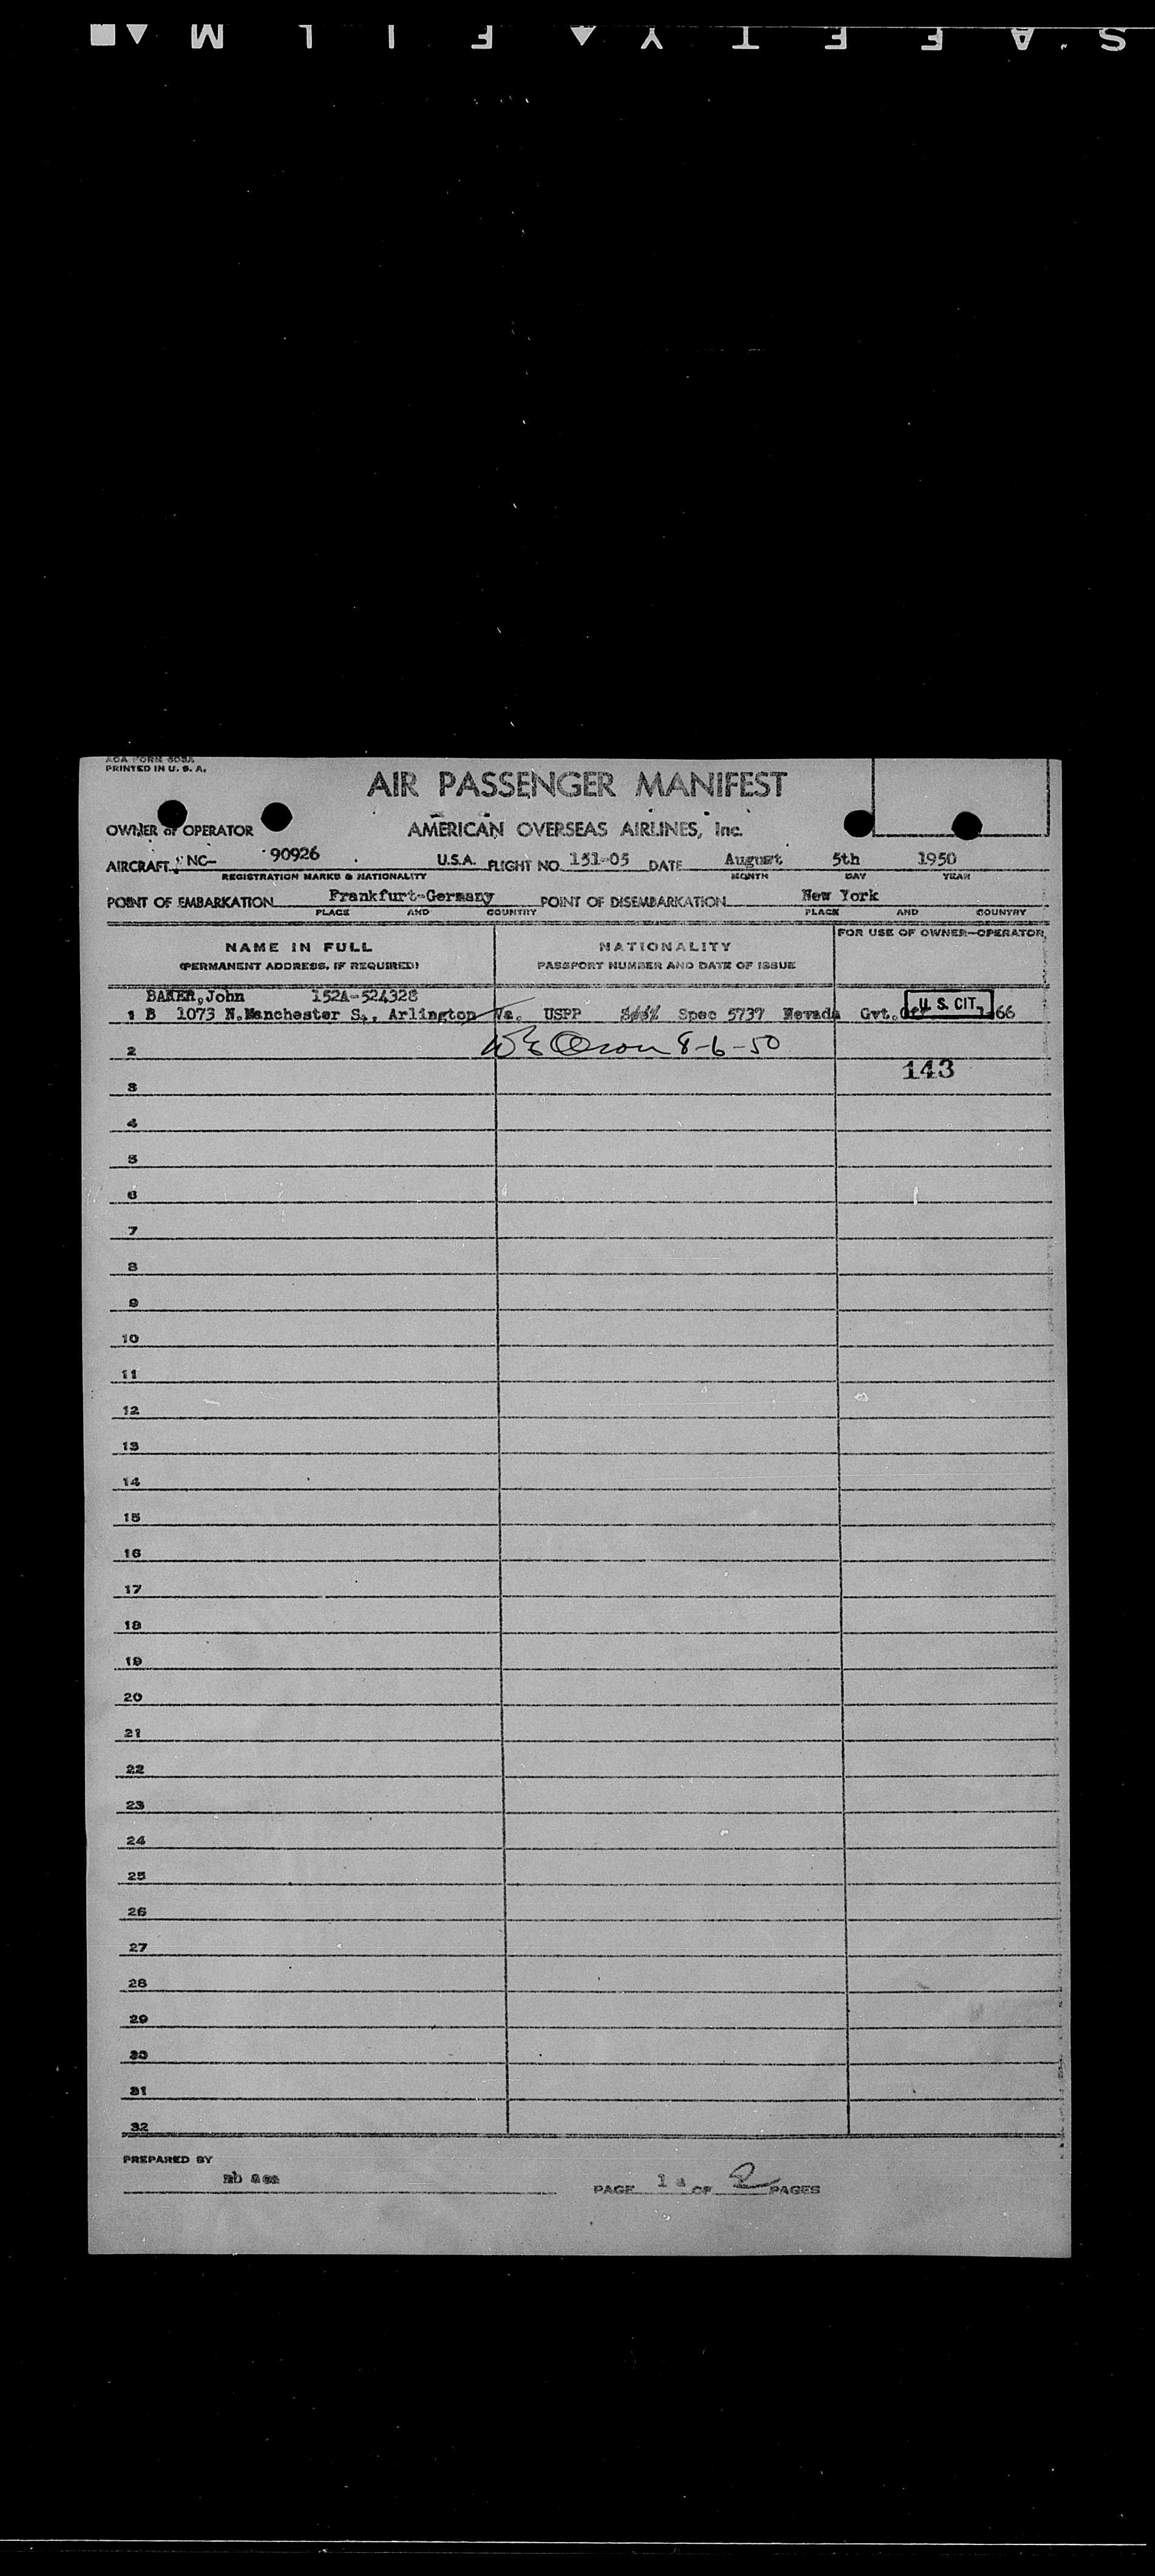 SAFETY FILM
AOA FORM 503A
PRINTED IN U. S. A.
AIR PASSENGER MANIFEST
OWNER or OPERATOR AMERICAN OVERSEAS AIRLINES, Inc.
AIRCRAFT NC- 90926 U.S.A. FLIGHT NO. 151-05 DATE August 5th 1950
REGISTRATION MARKS & NATIONALITY MONTH DAY YEAR
POINT OF EMBARKATION Frankfurt-Germany POINT OF DISEMBARKATION New York
PLACE AND COUNTRY PLACE AND COUNTRY
NAME IN FULL NATIONALITY FOR USE OF OWNER-OPERATOR
(PERMANENT ADDRESS, IF REQUIRED) PASSPORT NUMBER AND DATE OF ISSUE
BAKER, John 152A-524328
1 B 1073 N.Manchester S., Arlington Va. USPP Spec 5737 Nevada Gvt. U. S. CIT. 66
2 8-6-50
3 143
4
5
6
7
8
9
10
11
12
13
14
15
16
17
18
19
20
21
22
23
24
25
26
27
28
29
30
31
32
PREPARED BY
PAGE 1 a OF 2 PAGES